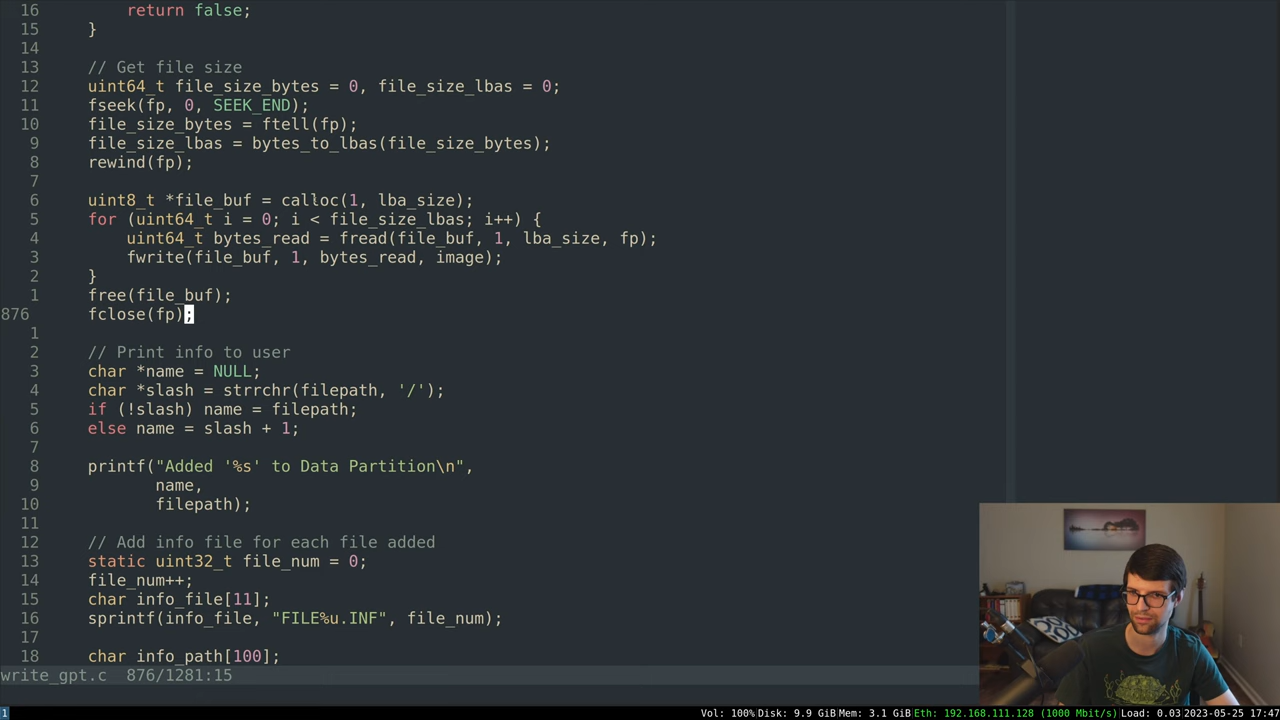 16 return false;
15 }
14
13 // Get file size
12 uint64_t file_size_bytes = 0, file_size_lbas = 0;
11 fseek(fp, 0, SEEK_END);
10 file_size_bytes = ftell(fp);
9 file_size_lbas = bytes_to_lbas(file_size_bytes);
8 rewind(fp);
7
6 uint8_t *file_buf = calloc(1, lba_size);
5 for (uint64_t i = 0; i < file_size_lbas; i++) {
4 uint64_t bytes_read = fread(file_buf, 1, lba_size, fp);
3 fwrite(file_buf, 1, bytes_read, image);
2 }
1 free(file_buf);
876 fclose(fp);
1
2 // Print info to user
3 char *name = NULL;
4 char *slash = strrchr(filepath, '/');
5 if (!slash) name = filepath;
6 else name = slash + 1;
7
8 printf("Added '%s' to Data Partition\n",
9 name,
10 filepath);
11
12 // Add info file for each file added
13 static uint32_t file_num = 0;
14 file_num++;
15 char info_file[11];
16 sprintf(info_file, "FILE%u.INF", file_num);
17
18 char info_path[100];
write_gpt.c 876/1281:15
1 Vol: 100% Disk: 9.9 GiB Mem: 3.1 GiB Eth: 192.168.111.128 (1000 Mbit/s) Load: 0.03 2023-05-25 17:47